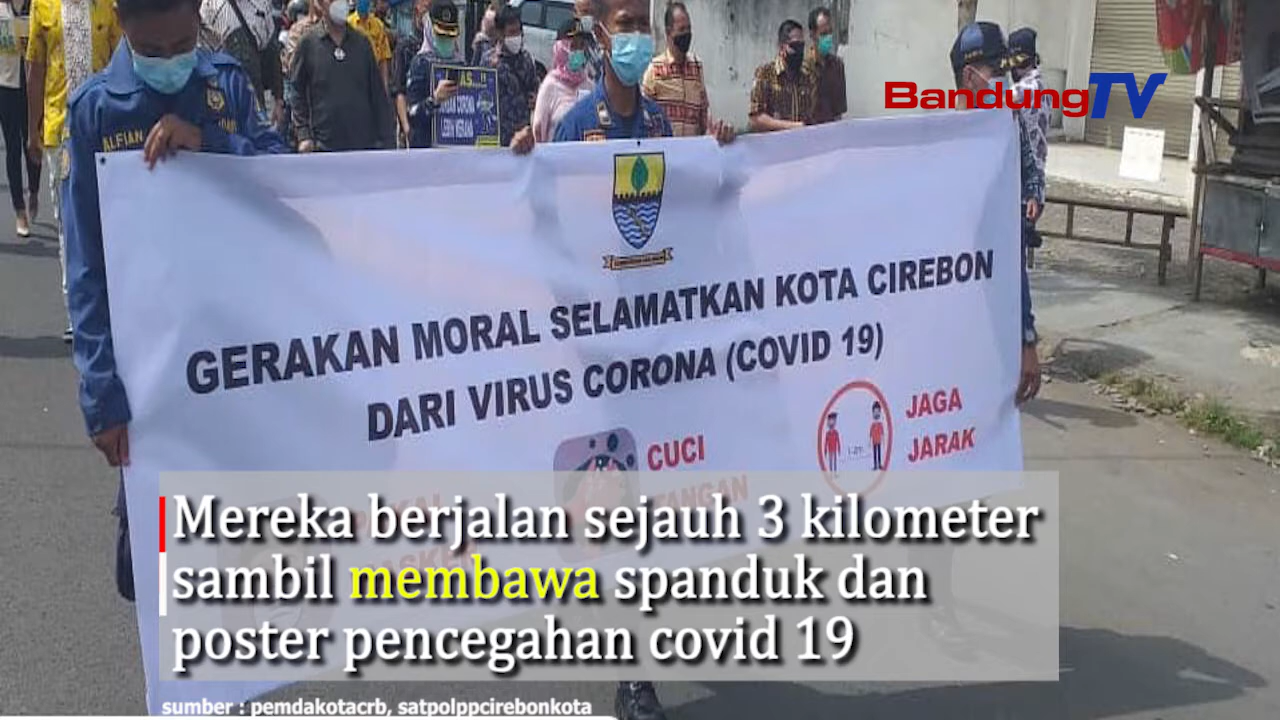 BandungTV
GERAKAN MORAL SELAMATKAN KOTA CIREBON
DARI VIRUS CORONA (COVID 19)
CUCI
TANGAN
JAGA
JARAK
Mereka berjalan sejauh 3 kilometer
sambil membawa spanduk dan
poster pencegahan covid 19
sumber : pemdakotacrb, satpolppcirebonkota